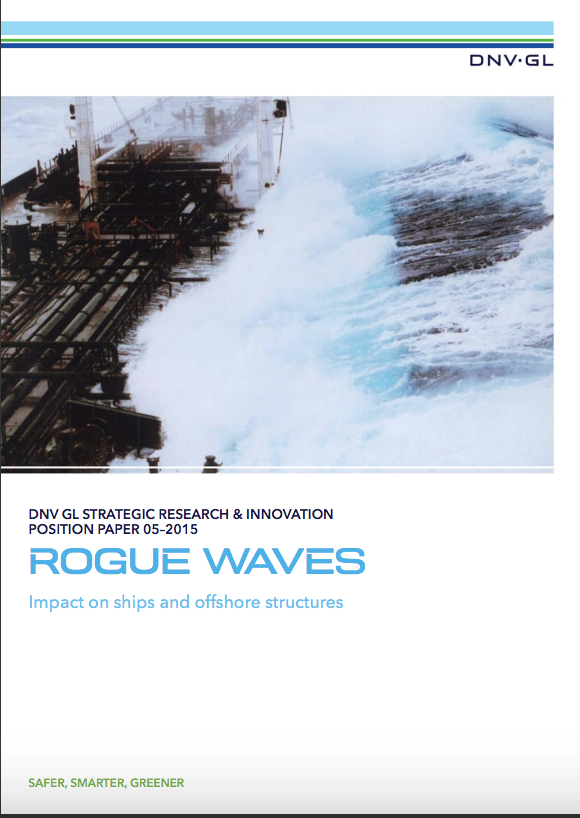 DNV·GL
DNV GL STRATEGIC RESEARCH & INNOVATION
POSITION PAPER 05–2015
ROGUE WAVES
Impact on ships and offshore structures
SAFER, SMARTER, GREENER